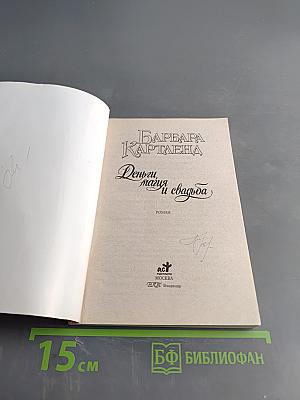 БАРБАРА
КАРТЛЕНД
Деньги,
магия
и свадьба
РОМАН
АСТ
МОСКВА
15 см
БФ БИБЛИОФАН